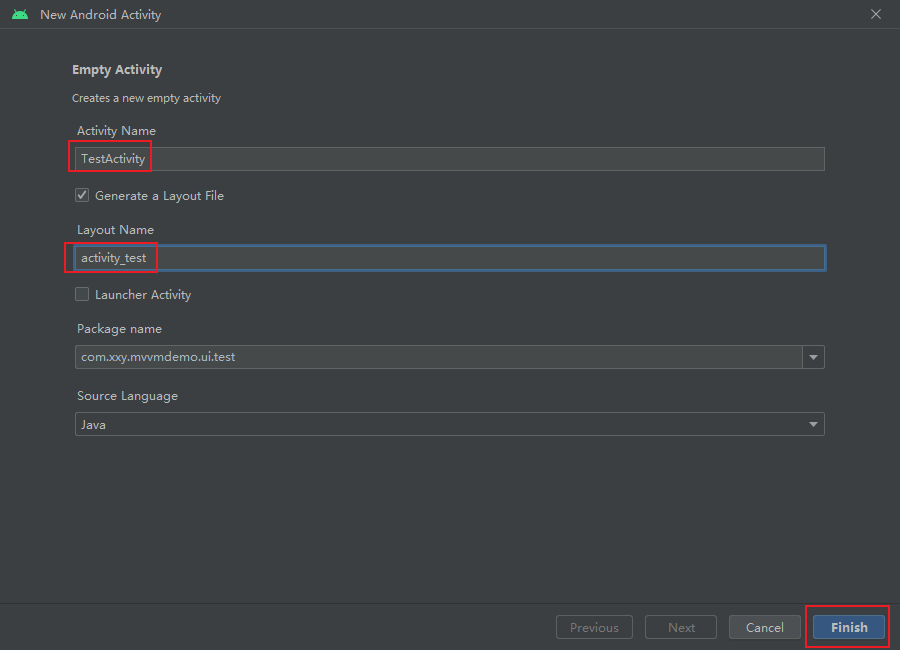 New Android Activity
Empty Activity
Creates a new empty activity
Activity Name
TestActivity
Generate a Layout File
Layout Name
activity_test
Launcher Activity
Package name
com.xxy.mvvmdemo.ui.test
Source Language
Java
Previous Next Cancel Finish